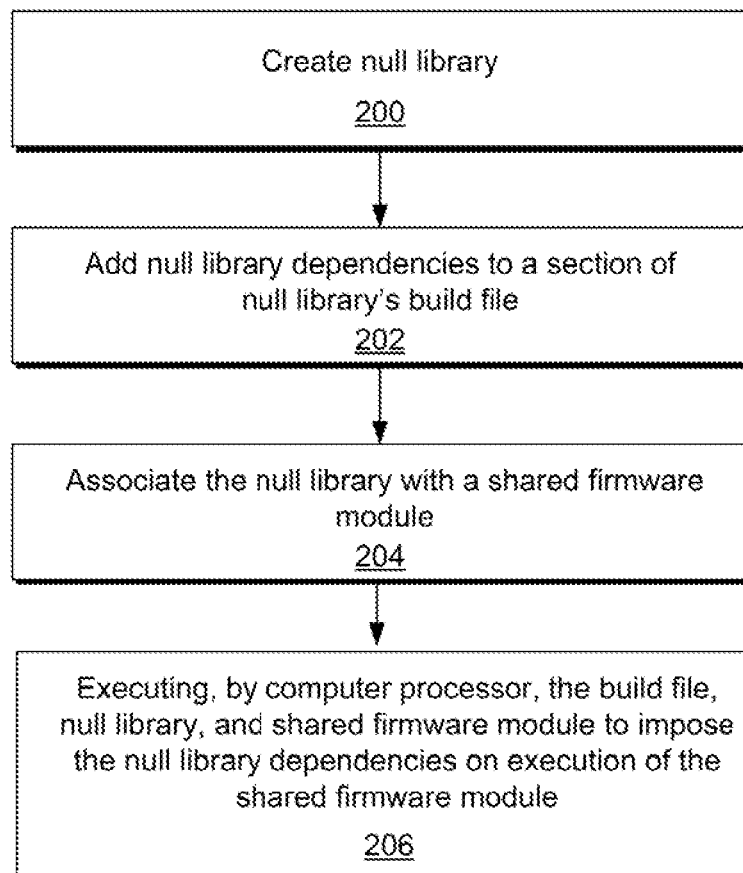 Create null library
200
Add null library dependencies to a section of
null library's build file
202
Associate the null library with a shared firmware
module
204
Executing, by computer processor, the build file,
null library, and shared firmware module to impose
the null library dependencies on execution of the
shared firmware module
206